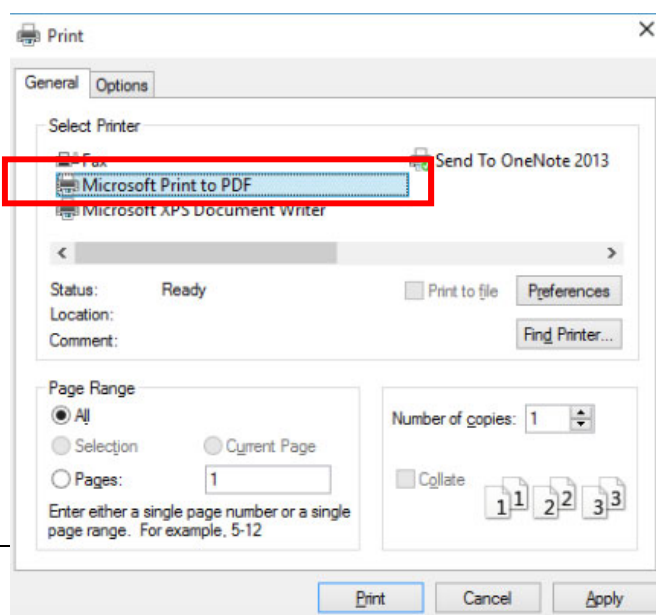 Print
General Options
Select Printer
Fax Send To OneNote 2013
Microsoft Print to PDF
Microsoft XPS Document Writer
Status: Ready Print to file Preferences
Location:
Comment: Find Printer...
Page Range
All Number of copies: 1
Selection Current Page
Pages: 1 Collate
1 1 2 2 3 3
Enter either a single page number or a single
page range. For example, 5-12
Print Cancel Apply